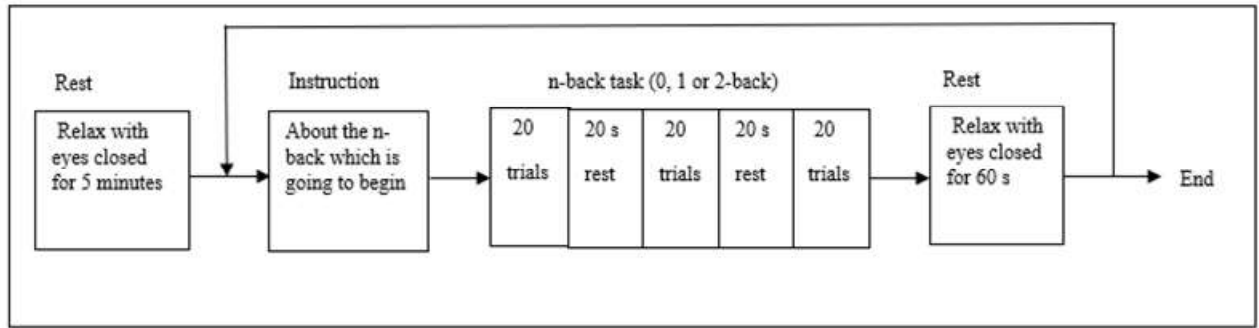 Rest
Relax with
eyes closed
for 5 minutes
Instruction
About the n-
back which is
going to begin
n-back task (0, 1 or 2-back)
20
trials
20 s
rest
20
trials
20 s
rest
20
trials
Rest
Relax with
eyes closed
for 60 s
End